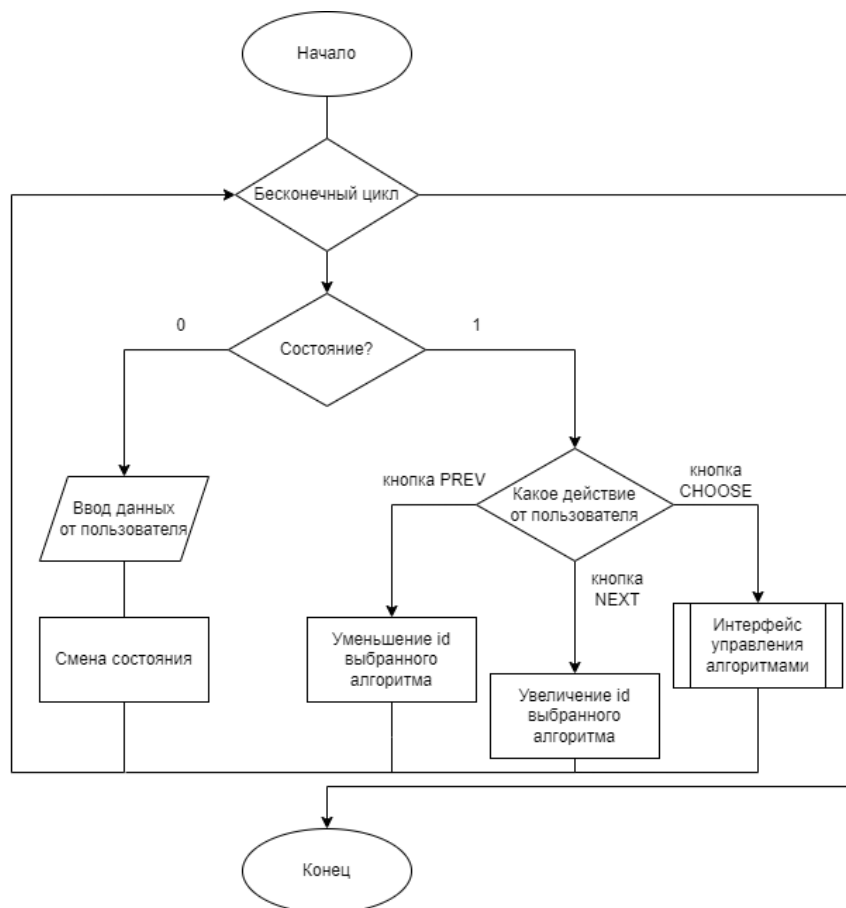 Начало
Бесконечный цикл
0
1
Состояние?
кнопка PREV
кнопка
CHOOSE
Какое действие
от пользователя
Ввод данных
от пользователя
кнопка
NEXT
Смена состояния
Уменьшение id
выбранного
алгоритма
Интерфейс
управления
алгоритмами
Увеличение id
выбранного
алгоритма
Конец